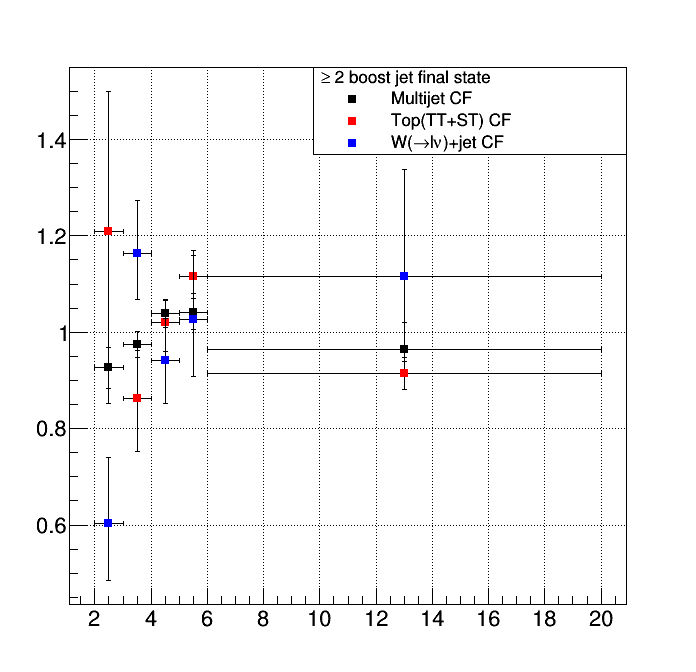 ≥ 2 boost jet final state
Multijet CF
Top(TT+ST) CF
W(→lν)+jet CF
1.4
1.2
1
0.8
0.6
2 4 6 8 10 12 14 16 18 20